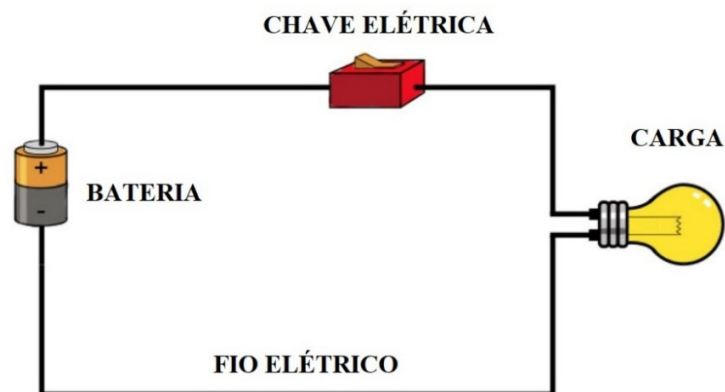 CHAVE ELÉTRICA
CARGA
+
BATERIA
-
FIO ELÉTRICO